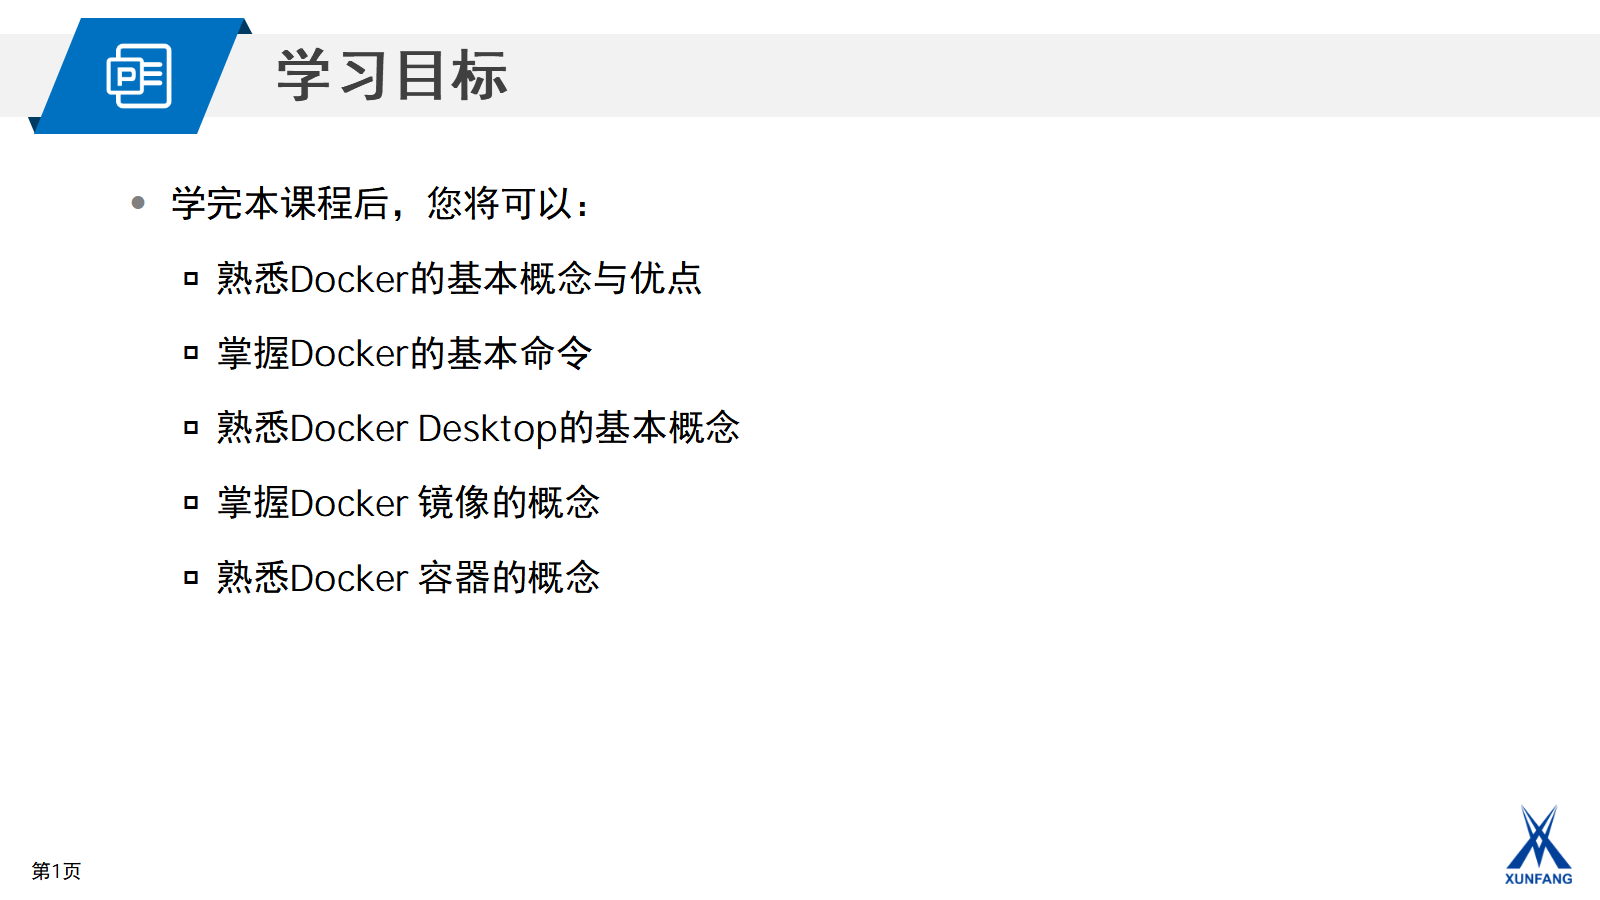 学习目标
学完本课程后，您将可以：
熟悉Docker的基本概念与优点
掌握Docker的基本命令
熟悉Docker Desktop的基本概念
掌握Docker 镜像的概念
熟悉Docker 容器的概念
第1页
XUNFANG